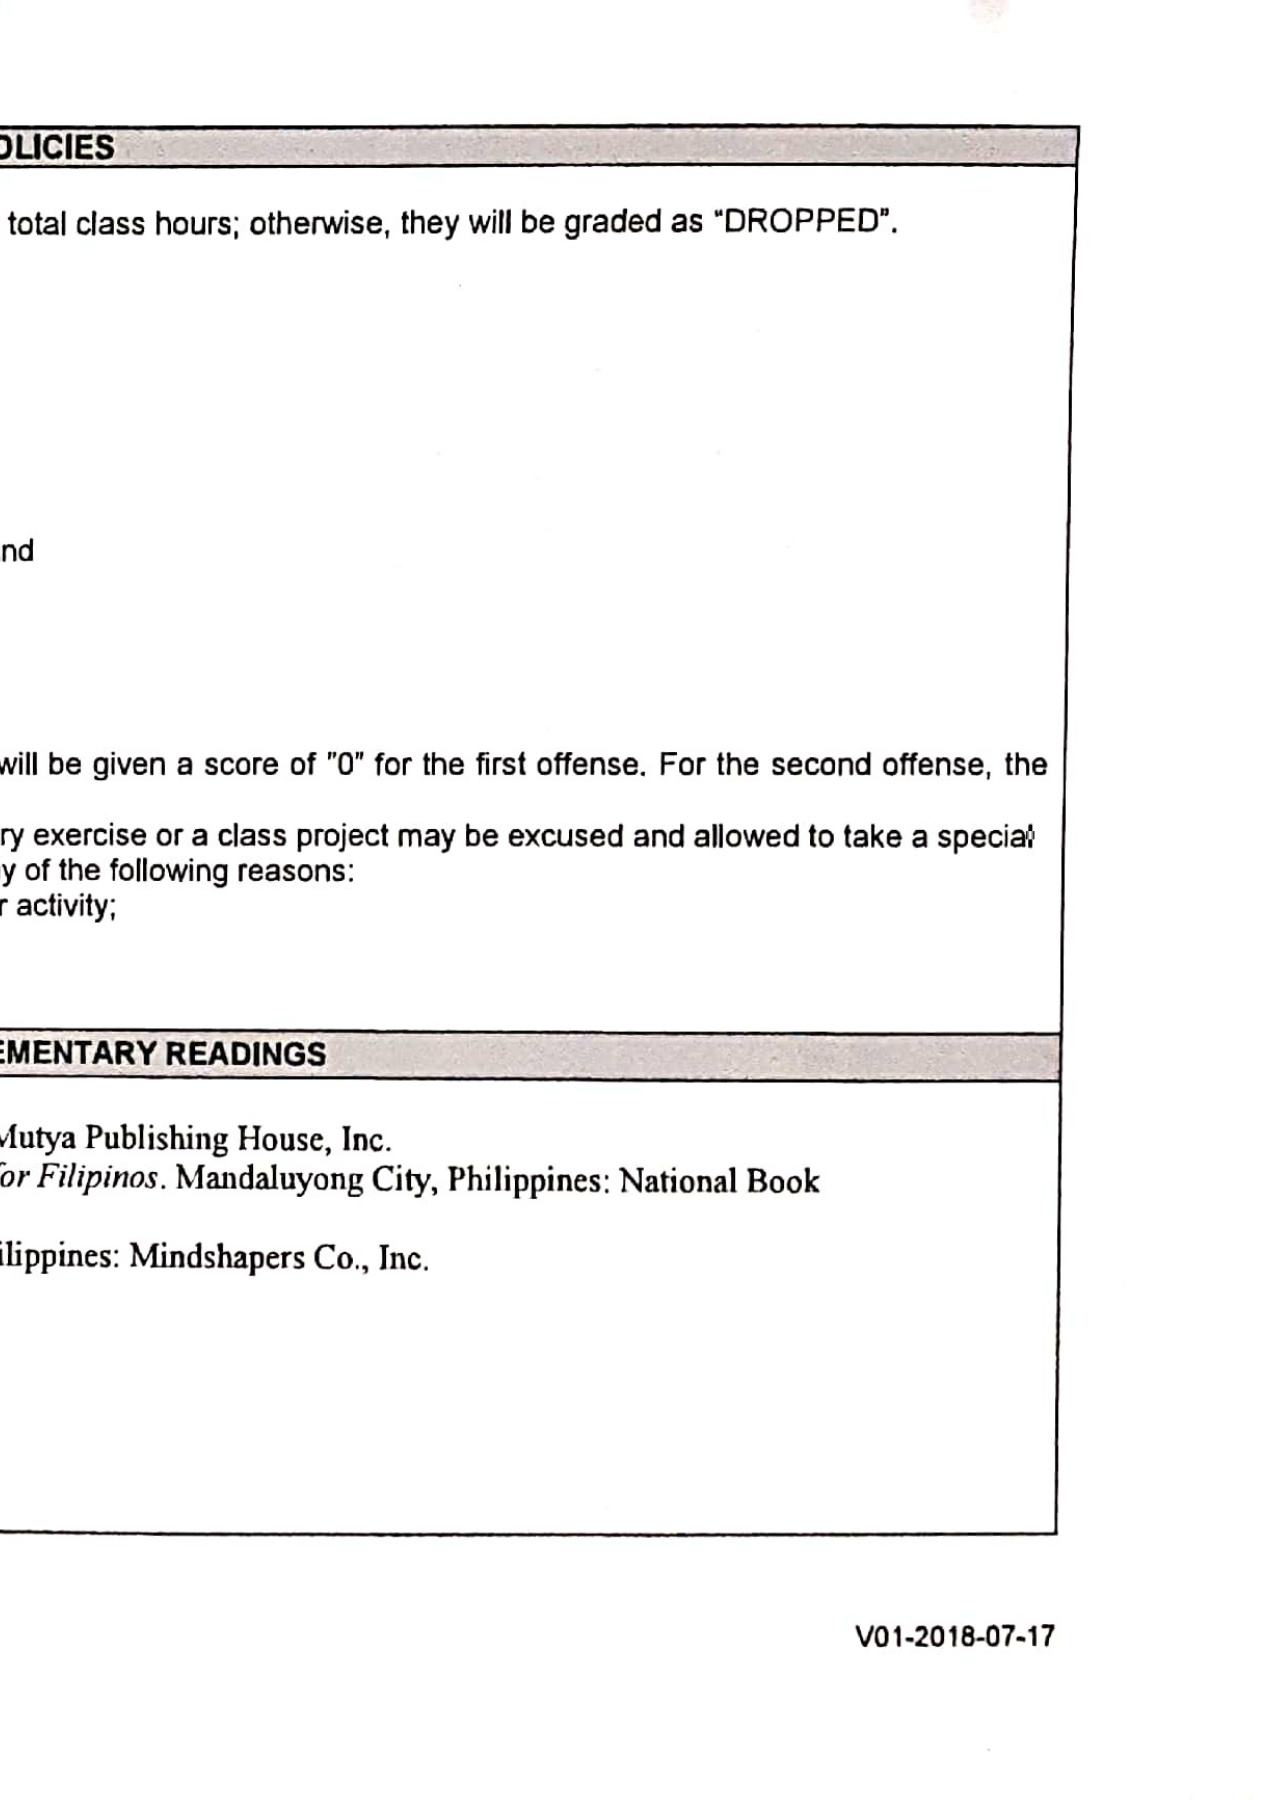 OLICIES
total class hours; otherwise, they will be graded as “DROPPED”.
nd
will be given a score of "0" for the first offense. For the second offense, the
ry exercise or a class project may be excused and allowed to take a special
y of the following reasons:
r activity;
EMENTARY READINGS
Mutya Publishing House, Inc.
for Filipinos. Mandaluyong City, Philippines: National Book
ilippines: Mindshapers Co., Inc.
V01-2018-07-17